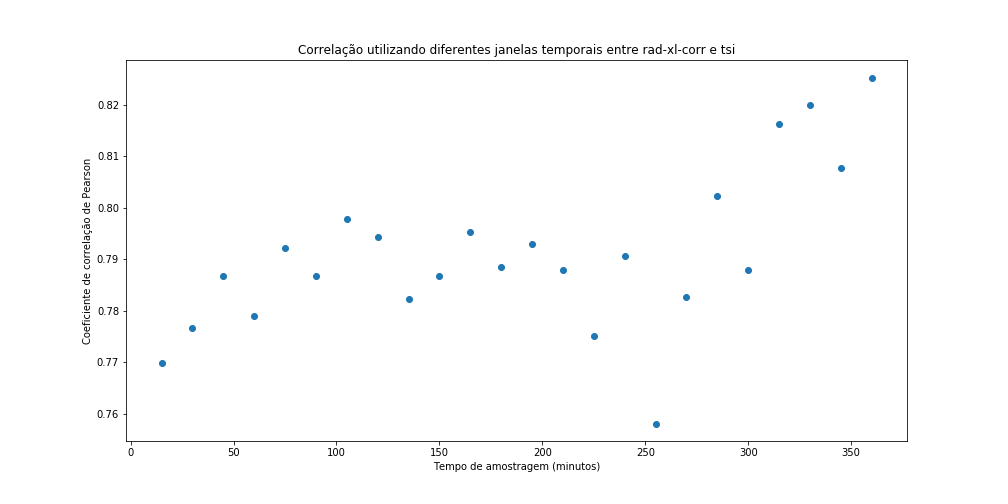 Correlação utilizando diferentes janelas temporais entre rad-xl-corr e tsi
Coeficiente de correlação de Pearson
0.82
0.81
0.80
0.79
0.78
0.77
0.76
0 50 100 150 200 250 300 350
Tempo de amostragem (minutos)